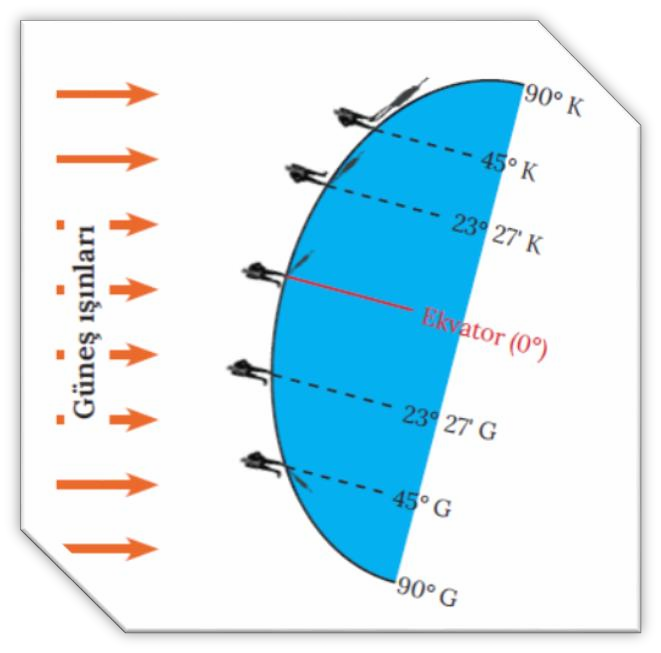 Güneş ışınları
90° K
45° K
23° 27' K
Ekvator (0°)
23° 27' G
45° G
90° G